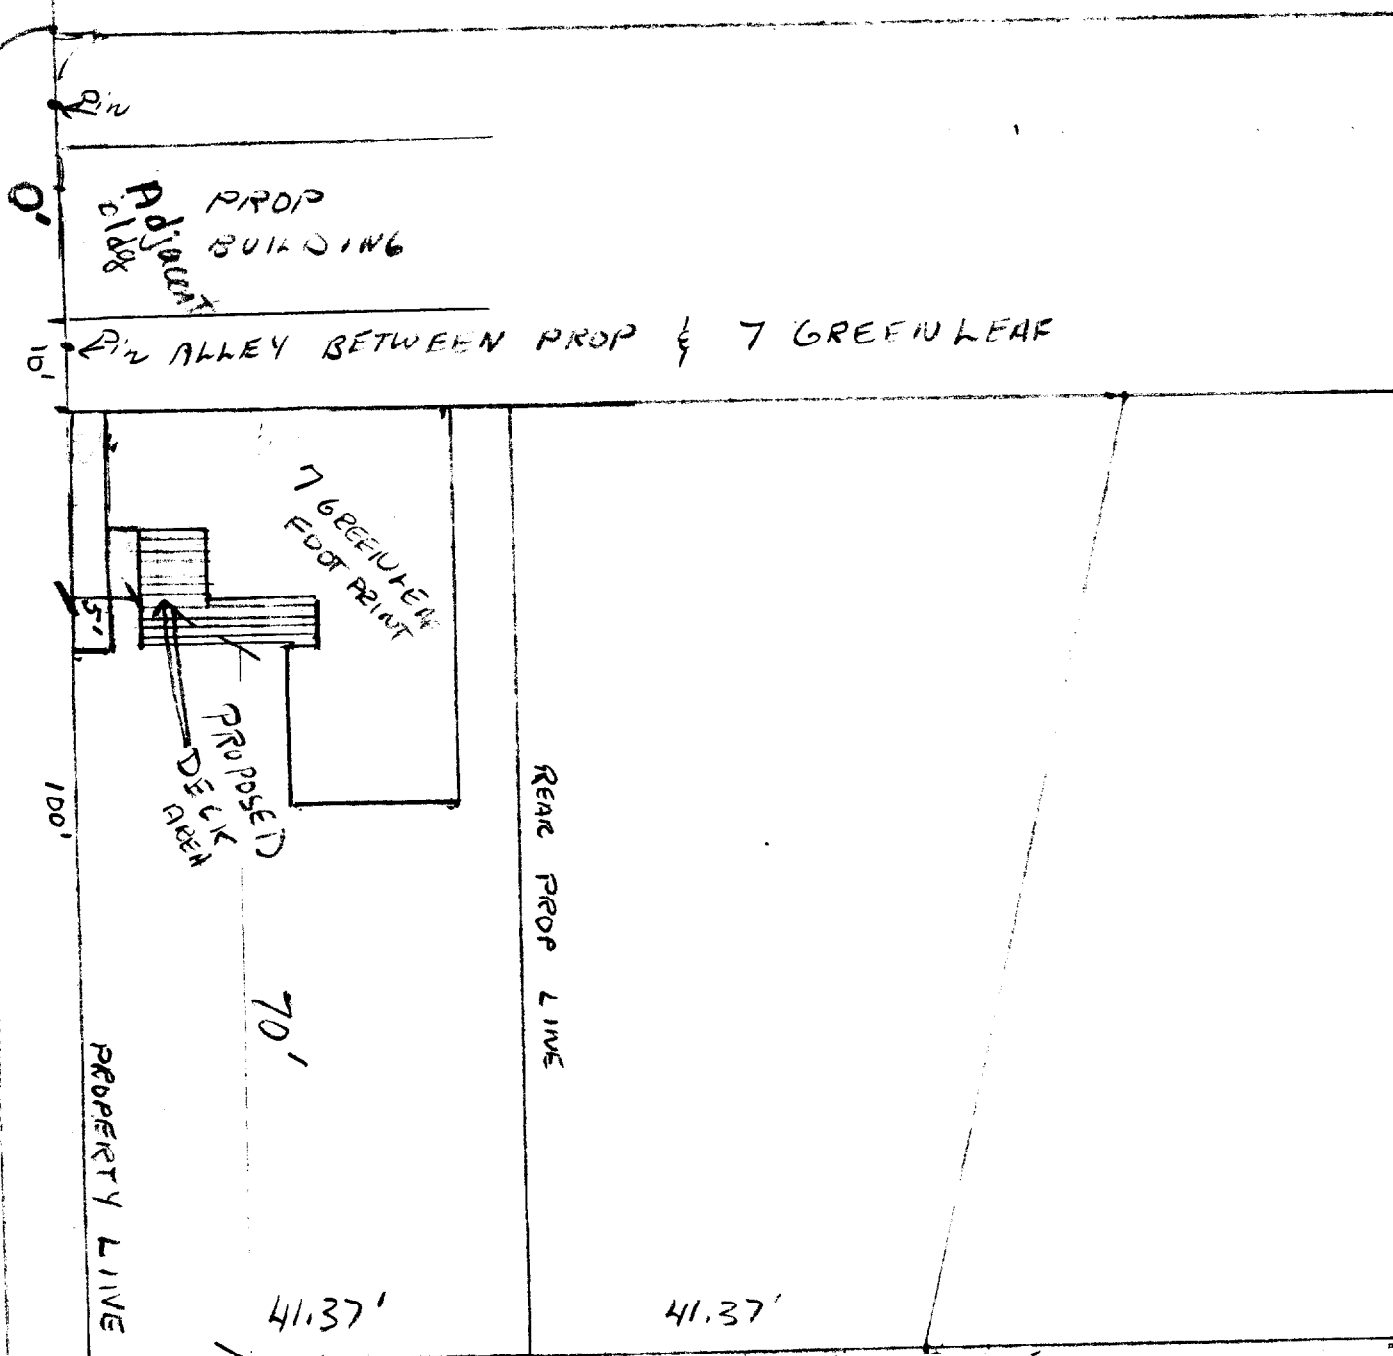 Pin
0'
Adjacent
bldg
PROP
BUILDING
10'
Pin ALLEY BETWEEN PROP & 7 GREENLEAF
7 GREENLEAF
FOOT PRINT
5'
PROPOSED
DECK
AREA
100'
REAR PROP LINE
70'
PROPERTY LINE
41.37'
41.37'